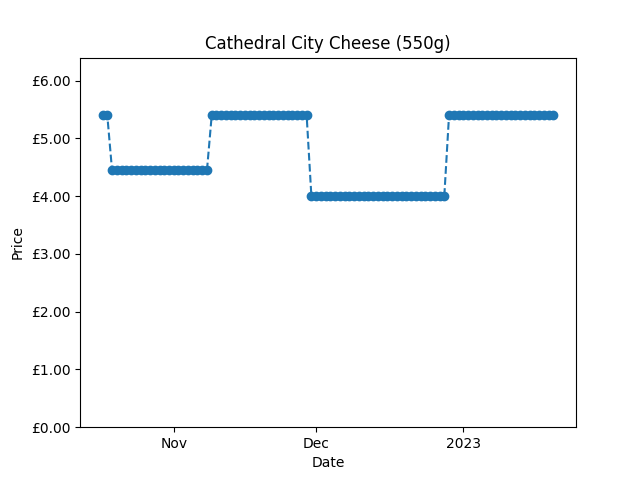 Cathedral City Cheese (550g)
£6.00
£5.00
£4.00
£3.00
£2.00
£1.00
£0.00
Price
Nov
Dec
2023
Date